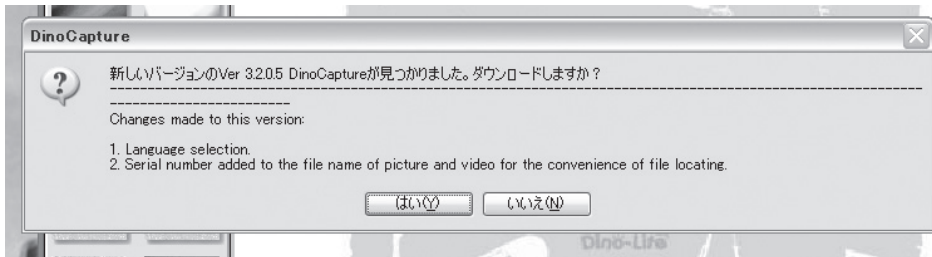 DinoCapture
新しいバージョンのVer 3.2.0.5 DinoCaptureが見つかりました。ダウンロードしますか？
--------------------------------------------------------------------------------
------------------------
Changes made to this version:
1. Language selection.
2. Serial number added to the file name of picture and video for the convenience of file locating.
はい(Y) いいえ(N)
Dino-Lite